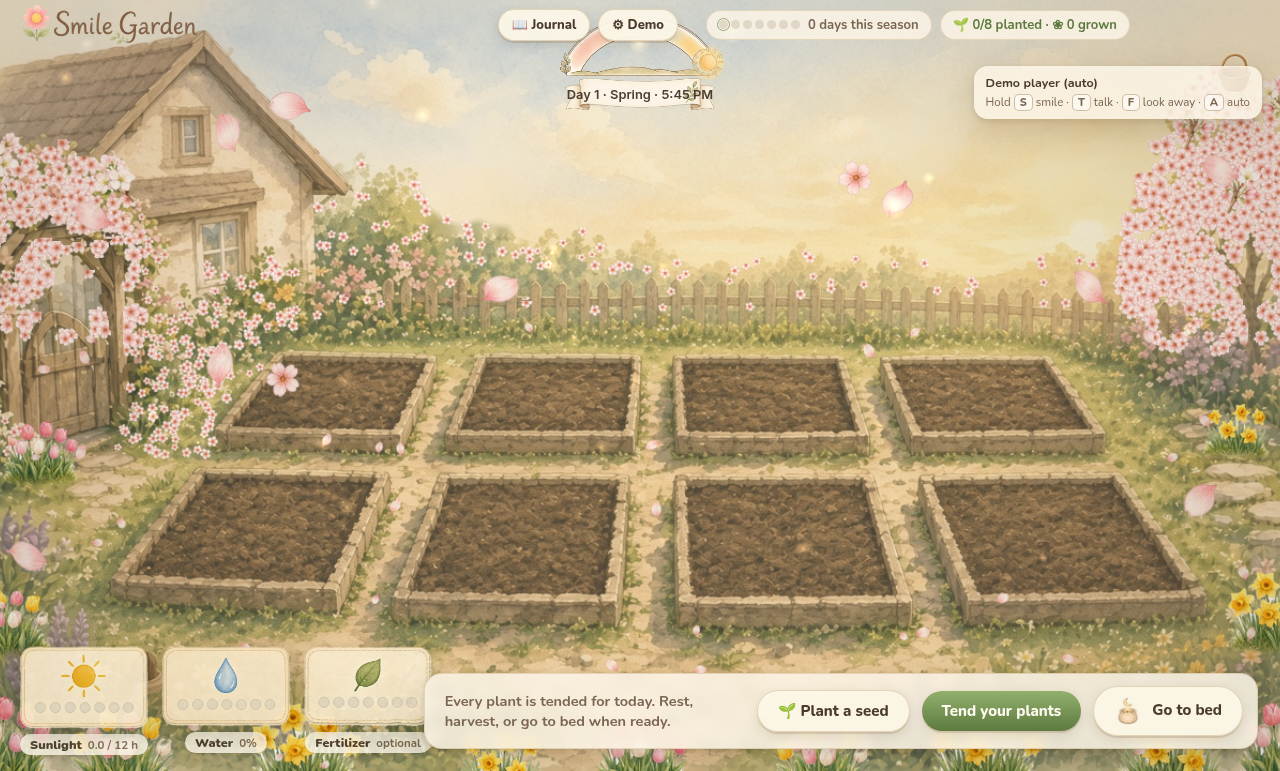 Smile Garden
📖 Journal
⚙ Demo
0 days this season
🌱 0/8 planted · ❀ 0 grown
Day 1 · Spring · 5:45 PM
Demo player (auto)
Hold S smile · T talk · F look away · A auto
Every plant is tended for today. Rest,
harvest, or go to bed when ready.
🌱 Plant a seed
Tend your plants
Go to bed
Sunlight 0.0 / 12 h
Water 0%
Fertilizer optional